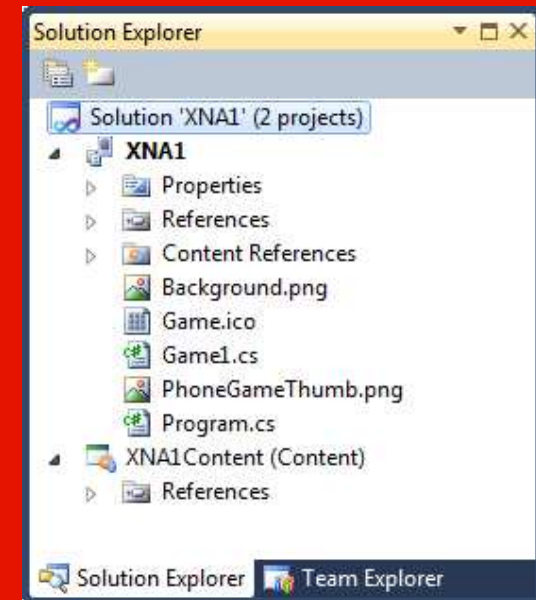 Solution Explorer
Solution 'XNA1' (2 projects)
XNA1
Properties
References
Content References
Background.png
Game.ico
Game1.cs
PhoneGameThumb.png
Program.cs
XNA1Content (Content)
References
Solution Explorer Team Explorer